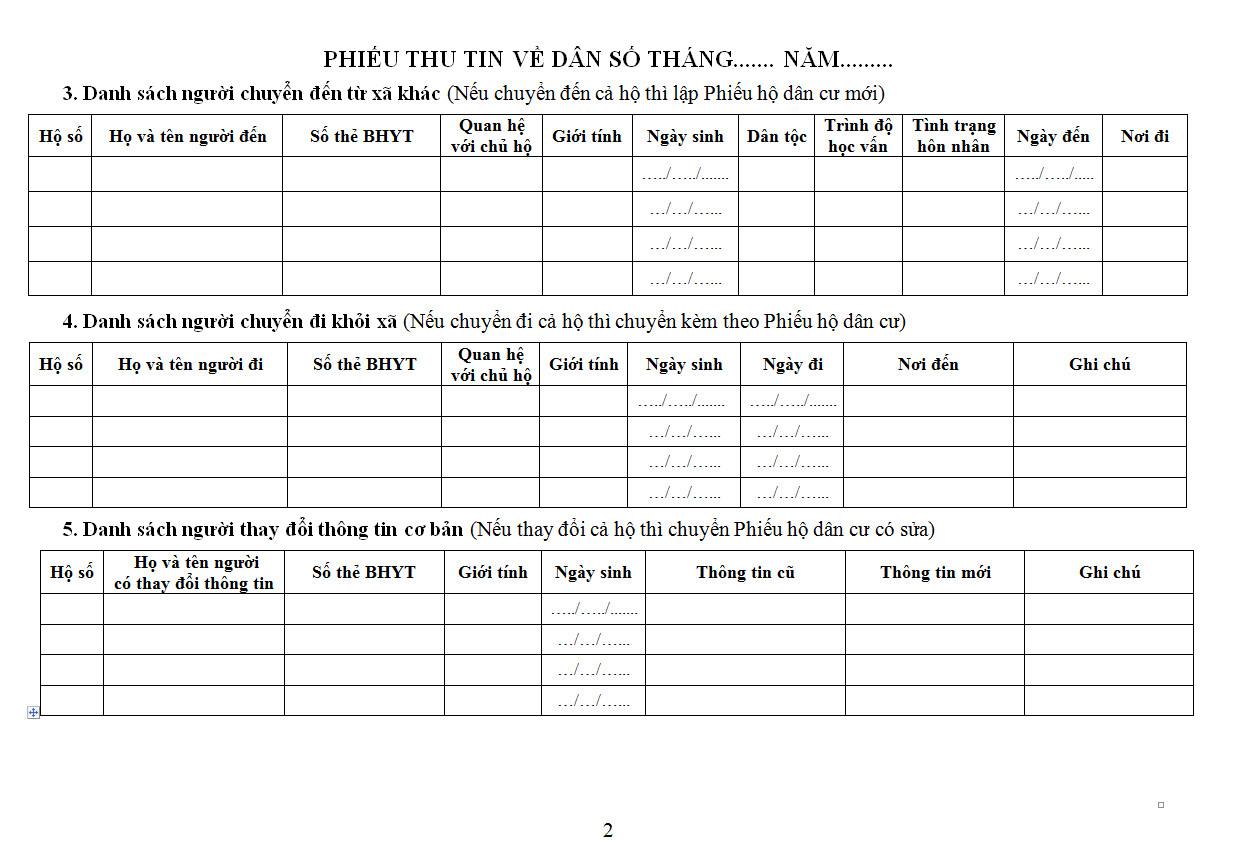 PHIẾU THU TIN VỀ DÂN SỐ THÁNG....... NĂM.........
3. Danh sách người chuyển đến từ xã khác (Nếu chuyển đến cả hộ thì lập Phiếu hộ dân cư mới)
Hộ số Họ và tên người đến Số thẻ BHYT Quan hệ với chủ hộ Giới tính Ngày sinh Dân tộc Trình độ học vấn Tình trạng hôn nhân Ngày đến Nơi đi
…../…../....... …../…../.....
…/…/…... …/…/…...
…/…/…... …/…/…...
…/…/…... …/…/…...
4. Danh sách người chuyển đi khỏi xã (Nếu chuyển đi cả hộ thì chuyển kèm theo Phiếu hộ dân cư)
Hộ số Họ và tên người đi Số thẻ BHYT Quan hệ với chủ hộ Giới tính Ngày sinh Ngày đi Nơi đến Ghi chú
…../…../....... …../…../.......
…/…/…... …/…/…...
…/…/…... …/…/…...
…/…/…... …/…/…...
5. Danh sách người thay đổi thông tin cơ bản (Nếu thay đổi cả hộ thì chuyển Phiếu hộ dân cư có sửa)
Hộ số Họ và tên người có thay đổi thông tin Số thẻ BHYT Giới tính Ngày sinh Thông tin cũ Thông tin mới Ghi chú
…../…../.......
…/…/…...
…/…/…...
…/…/…...
2